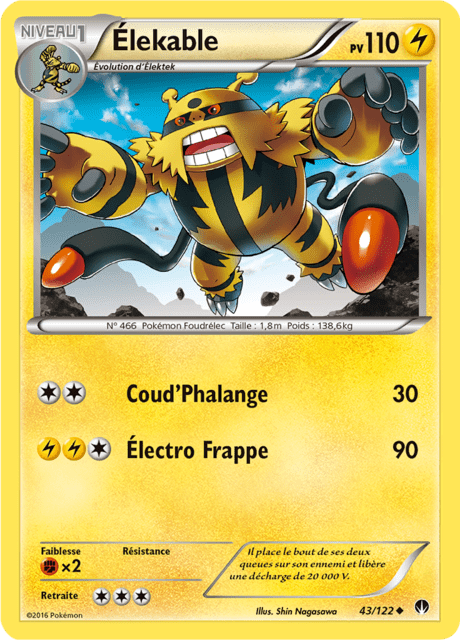 NIVEAU 1
Élekable
PV110
Évolution d'Élektek
N° 466 Pokémon Foudrélec Taille : 1,8m Poids : 138,6kg
Coud'Phalange 30
Électro Frappe 90
Faiblesse Résistance
×2
Retraite
Il place le bout de ses deux
queues sur son ennemi et libère
une décharge de 20 000 V.
©2016 Pokémon
Illus. Shin Nagasawa
43/122